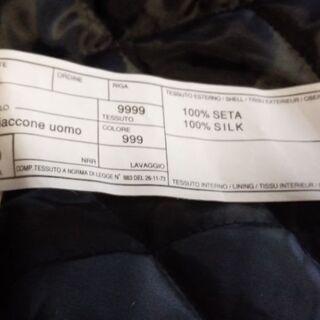 ORDINE RIGA TESSUTO ESTERNO / SHELL / TISSU EXTERIEUR / OBER
9999 100% SETA
TESSUTO 100% SILK
iaccone uomo COLORE
999
NRR LAVAGGIO
COMP. TESSUTO A NORMA DI LEGGE N° 883 DEL 26-11-73 TESSUTO INTERNO / LINING / TISSU INTERIEUR /